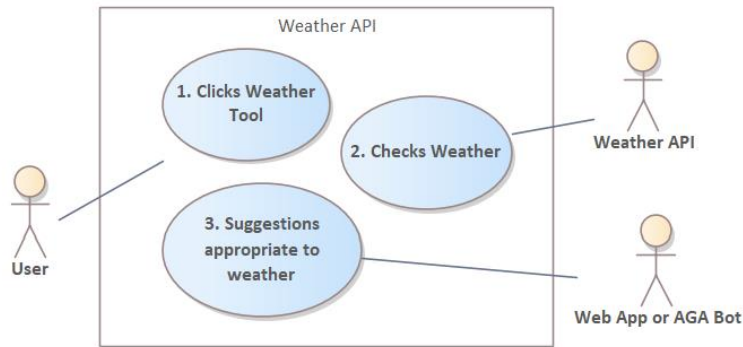 Weather API
1. Clicks Weather
Tool
2. Checks Weather
Weather API
3. Suggestions
appropriate to
weather
User
Web App or AGA Bot